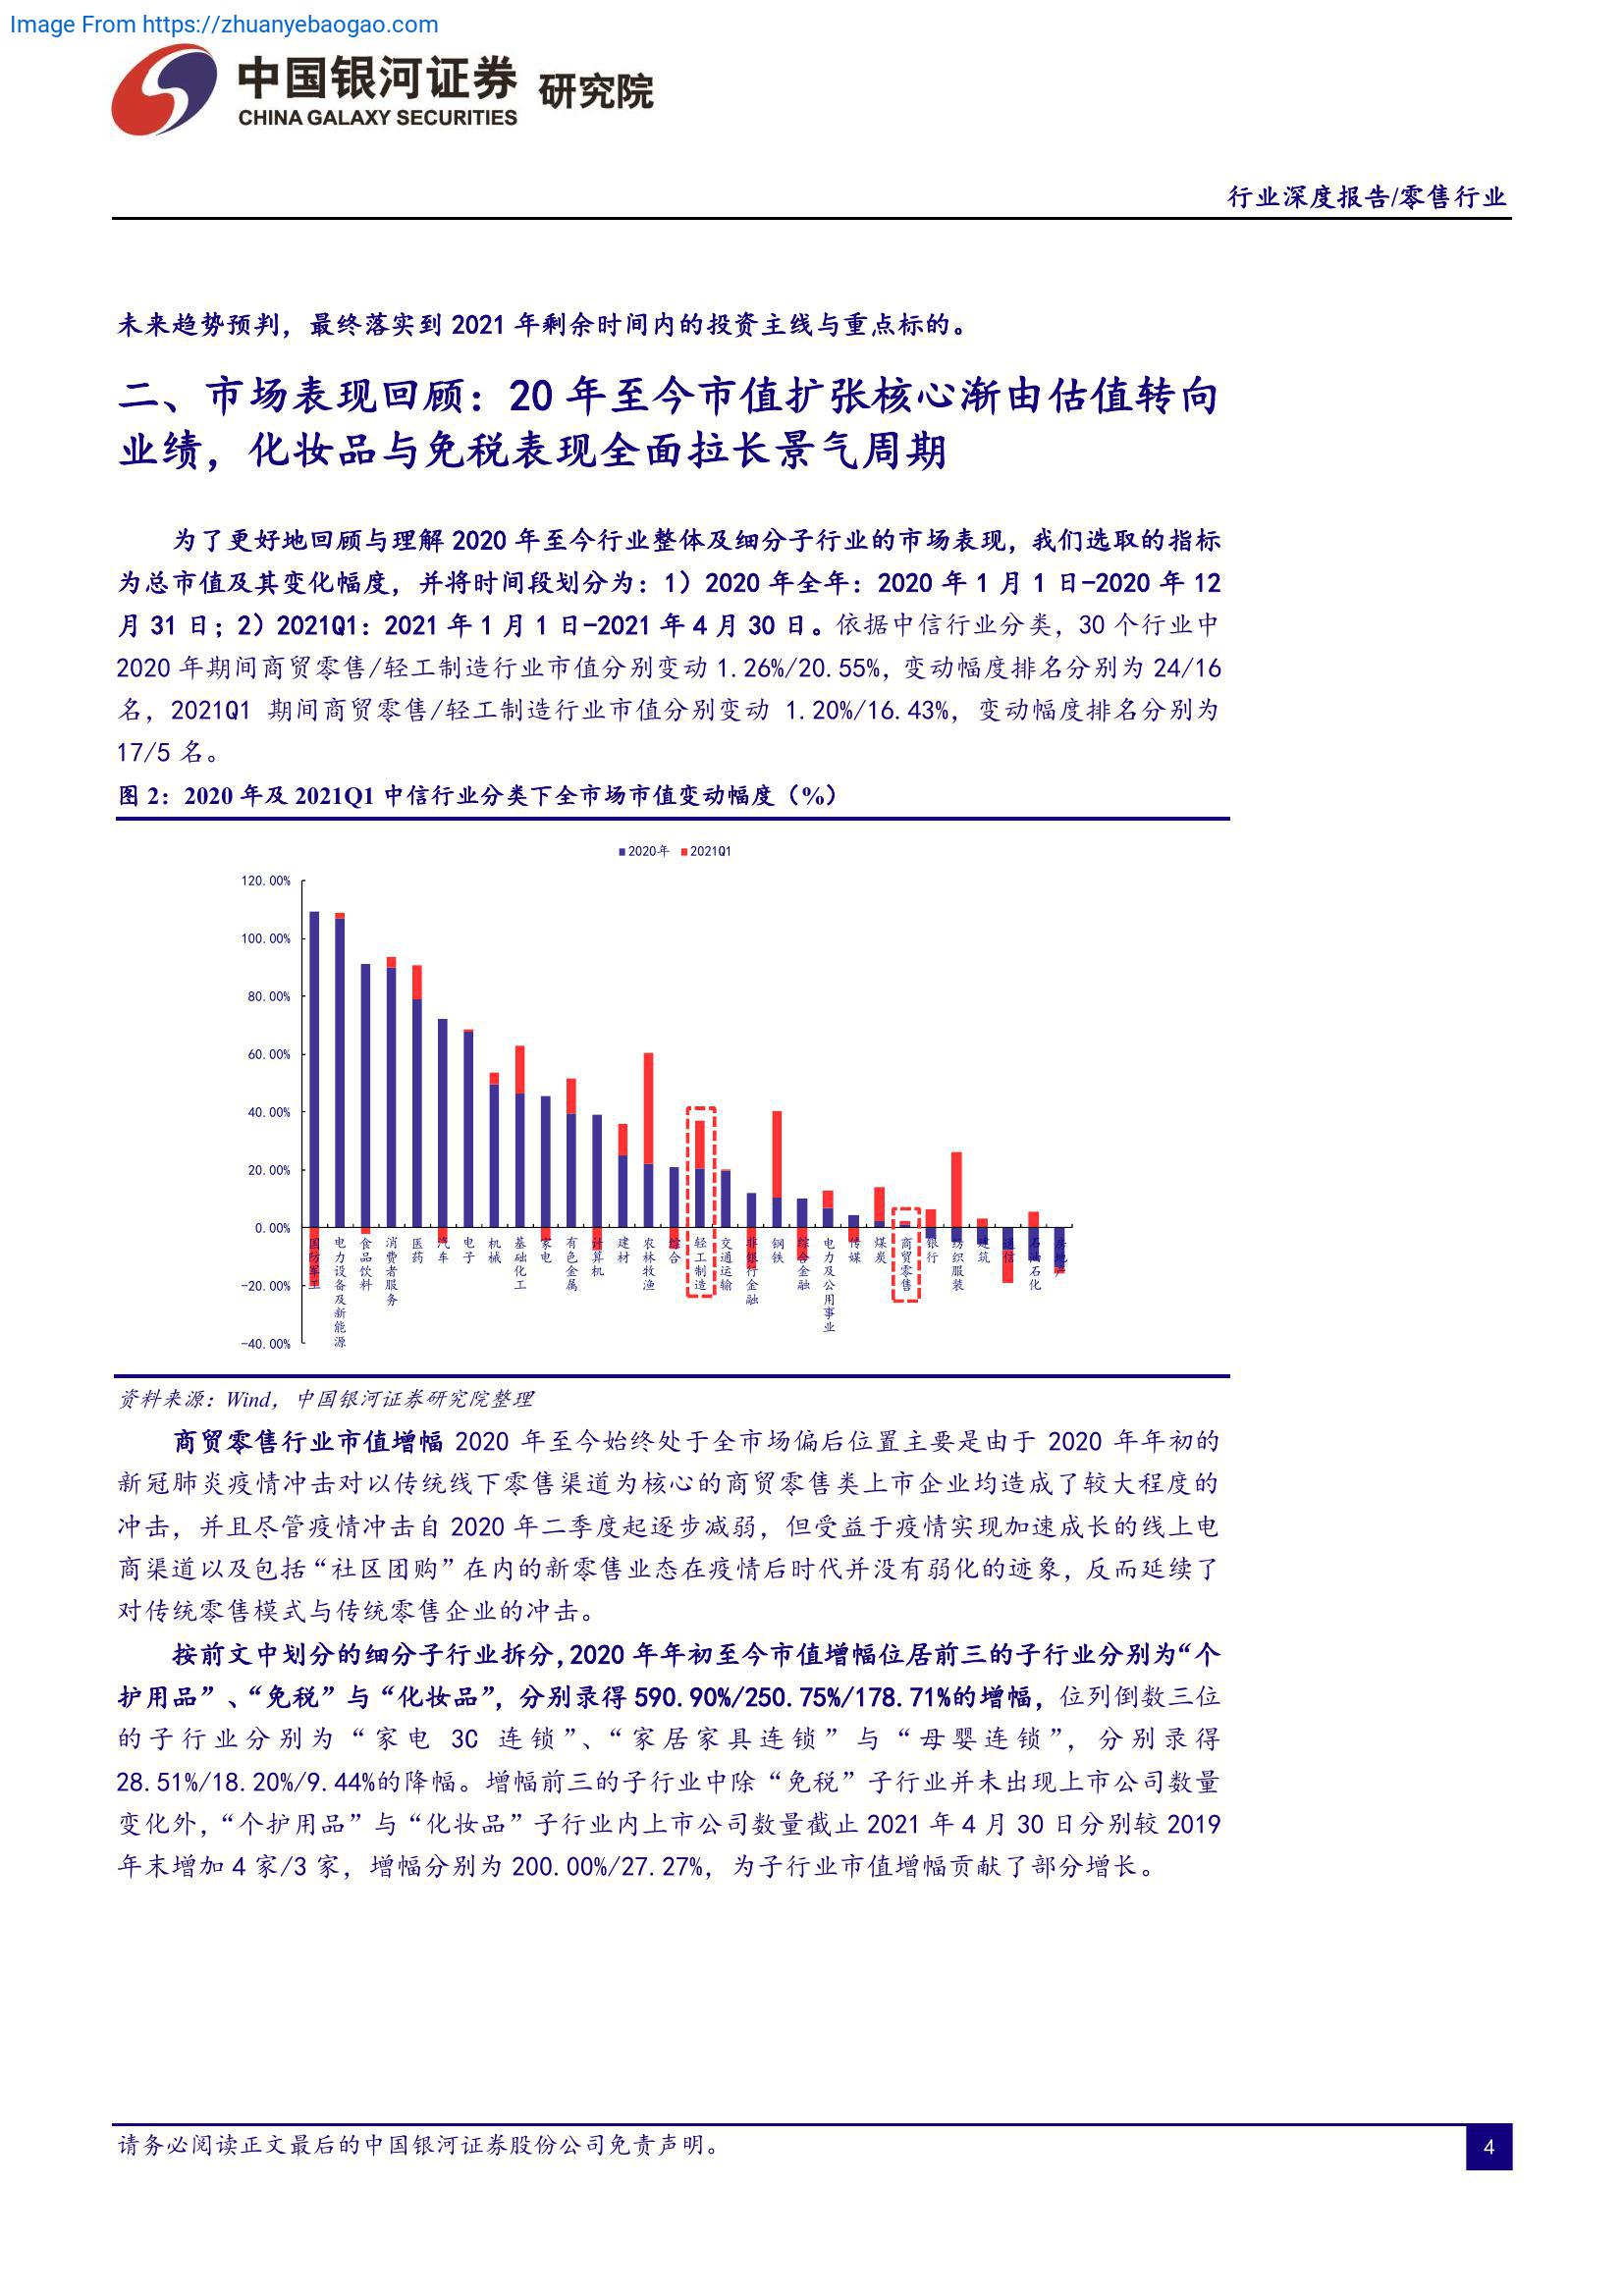 Image From https://zhuanyebaogao.com
中国银河证券 研究院
CHINA GALAXY SECURITIES
行业深度报告/零售行业
未来趋势预判，最终落实到 2021 年剩余时间内的投资主线与重点标的。
二、市场表现回顾：20 年至今市值扩张核心渐由估值转向
业绩，化妆品与免税表现全面拉长景气周期
为了更好地回顾与理解 2020 年至今行业整体及细分子行业的市场表现，我们选取的指标
为总市值及其变化幅度，并将时间段划分为：1）2020 年全年：2020 年 1 月 1 日-2020 年 12
月 31 日；2）2021Q1：2021 年 1 月 1 日-2021 年 4 月 30 日。依据中信行业分类，30 个行业中
2020 年期间商贸零售/轻工制造行业市值分别变动 1.26%/20.55%，变动幅度排名分别为 24/16
名，2021Q1 期间商贸零售/轻工制造行业市值分别变动 1.20%/16.43%，变动幅度排名分别为
17/5 名。
图 2：2020 年及 2021Q1 中信行业分类下全市场市值变动幅度（%）
2020年 2021Q1
120.00%
100.00%
80.00%
60.00%
40.00%
20.00%
0.00%
-20.00%
-40.00%
国防军工
电力设备及新能源
食品饮料
消费者服务
医药
汽车
电子
机械
基础化工
家电
有色金属
计算机
建材
农林牧渔
综合
轻工制造
交通运输
非银行金融
钢铁
综合金融
电力及公用事业
传媒
煤炭
商贸零售
银行
纺织服装
建筑
通信
石油石化
房地产
资料来源：Wind，中国银河证券研究院整理
商贸零售行业市值增幅 2020 年至今始终处于全市场偏后位置主要是由于 2020 年年初的
新冠肺炎疫情冲击对以传统线下零售渠道为核心的商贸零售类上市企业均造成了较大程度的
冲击，并且尽管疫情冲击自 2020 年二季度起逐步减弱，但受益于疫情实现加速成长的线上电
商渠道以及包括“社区团购”在内的新零售业态在疫情后时代并没有弱化的迹象，反而延续了
对传统零售模式与传统零售企业的冲击。
按前文中划分的细分子行业拆分，2020 年年初至今市值增幅位居前三的子行业分别为“个
护用品”、“免税”与“化妆品”，分别录得 590.90%/250.75%/178.71%的增幅，位列倒数三位
的子行业分别为“家电 3C 连锁”、“家居家具连锁”与“母婴连锁”，分别录得
28.51%/18.20%/9.44%的降幅。增幅前三的子行业中除“免税”子行业并未出现上市公司数量
变化外，“个护用品”与“化妆品”子行业内上市公司数量截止 2021 年 4 月 30 日分别较 2019
年末增加 4 家/3 家，增幅分别为 200.00%/27.27%，为子行业市值增幅贡献了部分增长。
请务必阅读正文最后的中国银河证券股份公司免责声明。
4